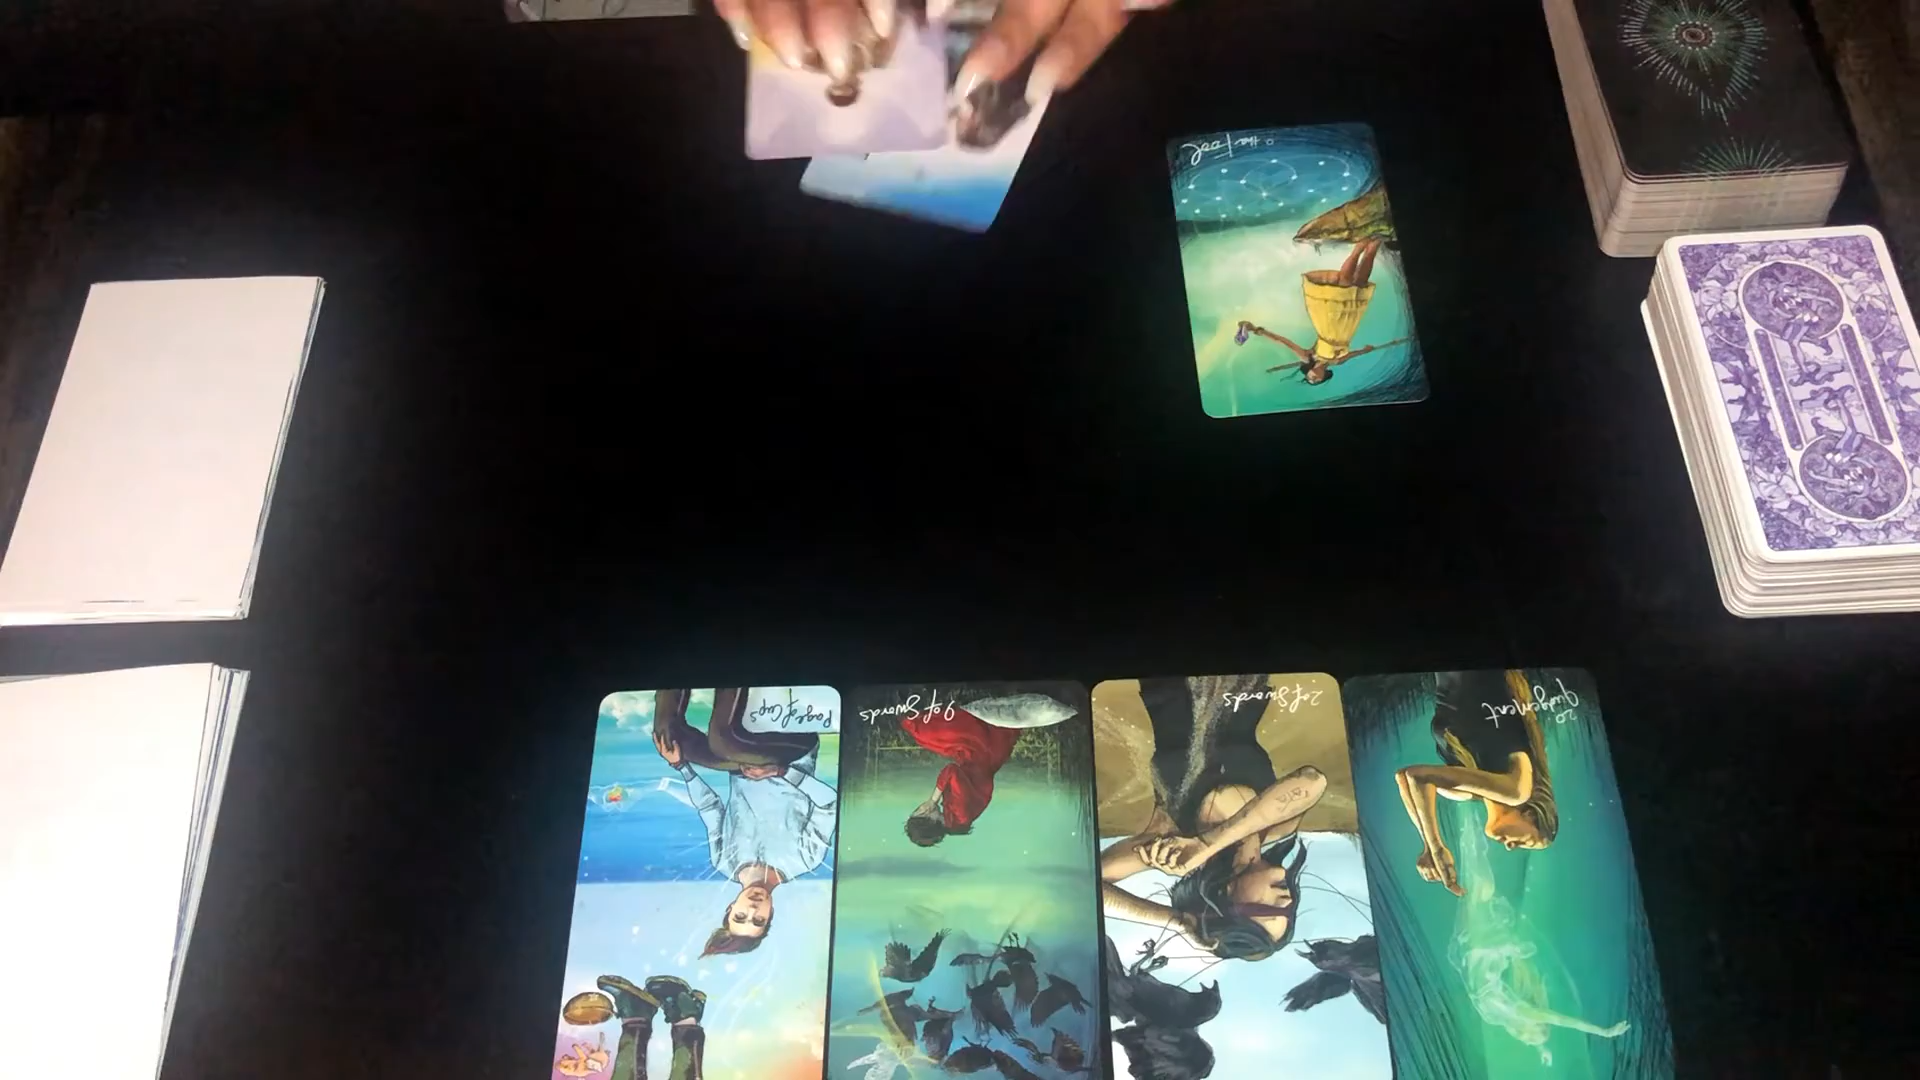 0. the Fool
Page of Cups
9 of Swords
2 of Swords
20.
Judgement